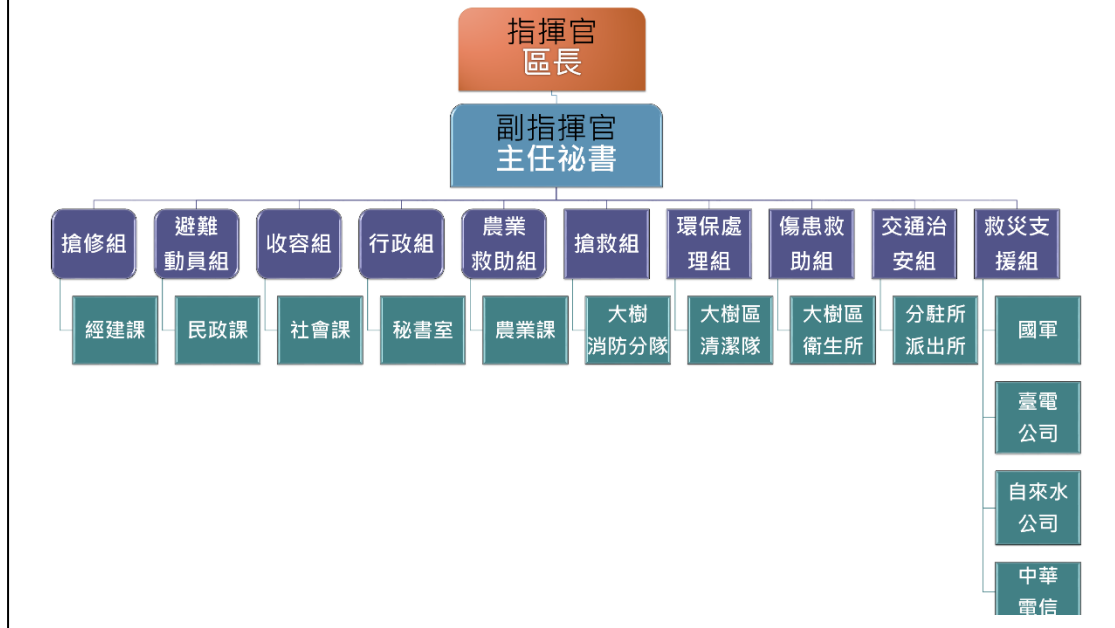 指揮官
區長
副指揮官
主任祕書
搶修組
避難
動員組
收容組
行政組
農業
救助組
搶救組
環保處
理組
傷患救
助組
交通治
安組
救災支
援組
經建課
民政課
社會課
秘書室
農業課
大樹
消防分隊
大樹區
清潔隊
大樹區
衛生所
分駐所
派出所
國軍
臺電
公司
自來水
公司
中華
電信